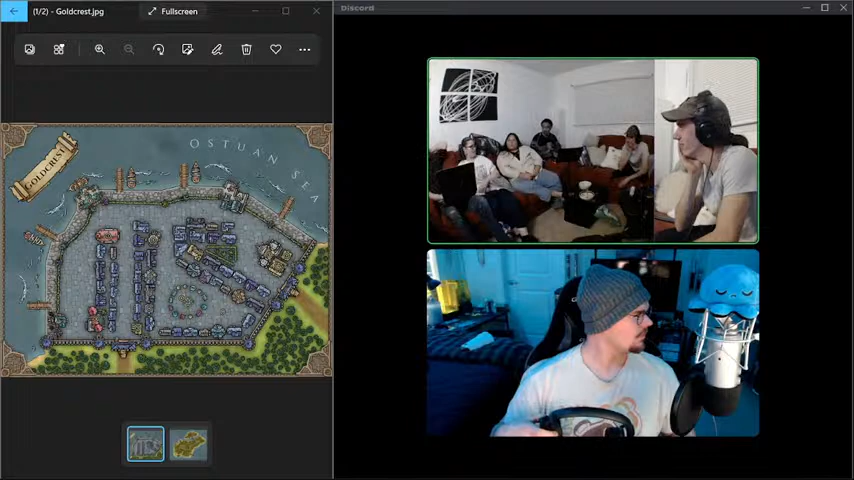 (1/2) - Goldcrest.jpg
Fullscreen
Discord
GOLDCREST
OSTUAN SEA